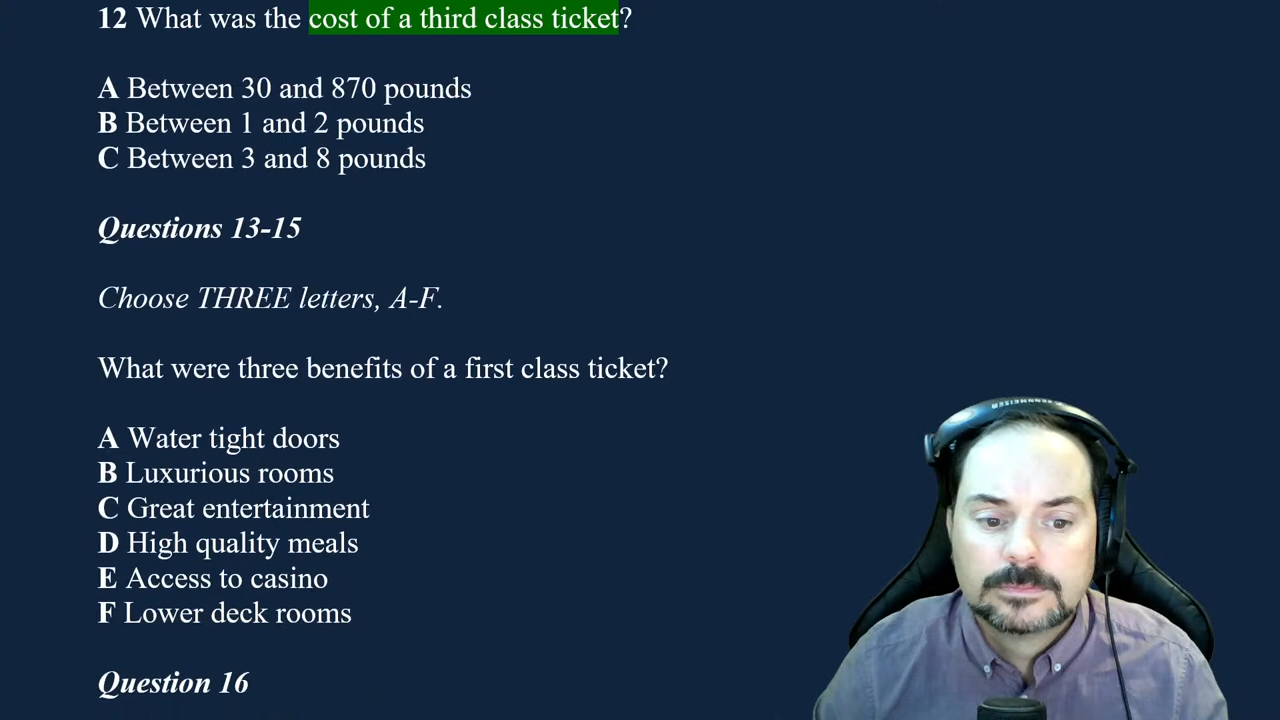 12 What was the cost of a third class ticket?
A Between 30 and 870 pounds
B Between 1 and 2 pounds
C Between 3 and 8 pounds
Questions 13-15
Choose THREE letters, A-F.
What were three benefits of a first class ticket?
A Water tight doors
B Luxurious rooms
C Great entertainment
D High quality meals
E Access to casino
F Lower deck rooms
Question 16
SENNHEISER